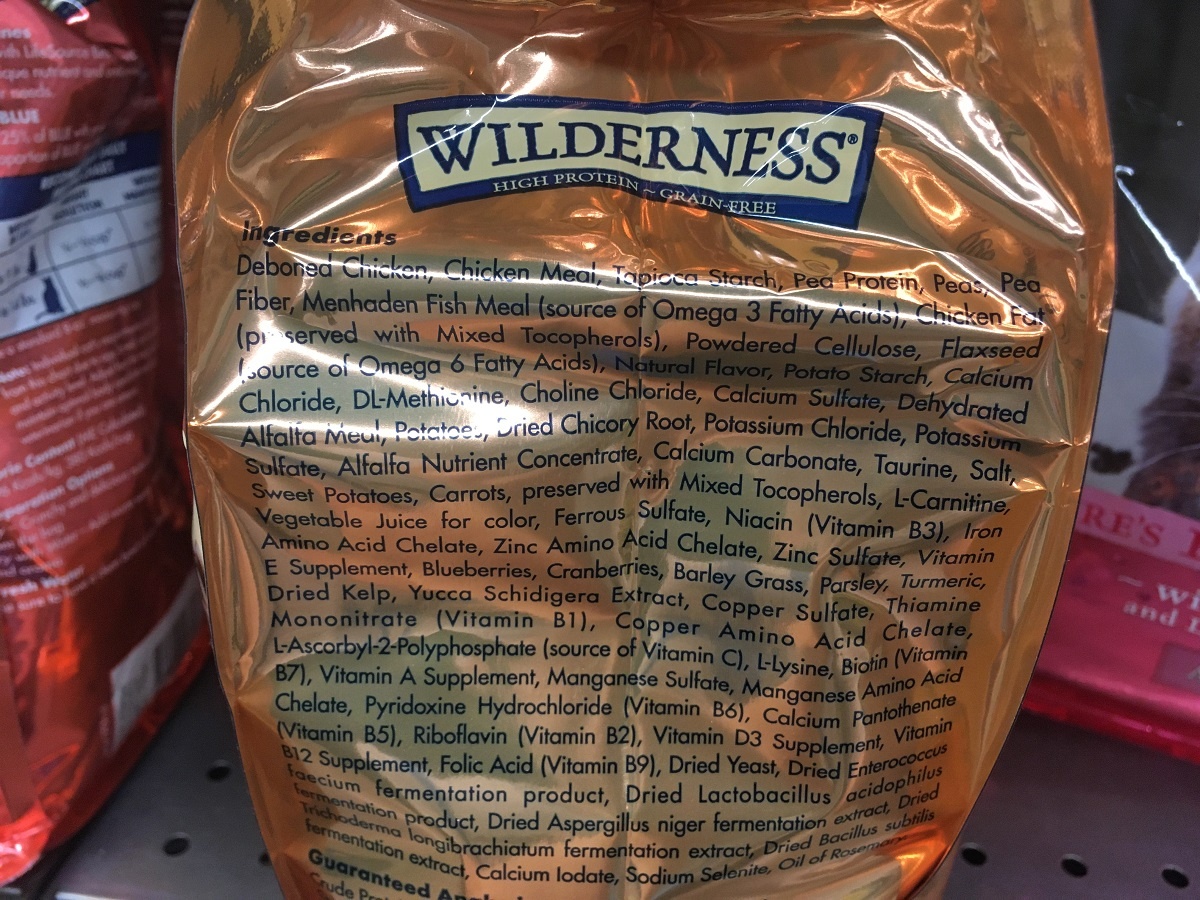 WILDERNESS®
HIGH PROTEIN ~ GRAIN-FREE
Ingredients
Deboned Chicken, Chicken Meal, Tapioca Starch, Pea Protein, Peas, Pea
Fiber, Menhaden Fish Meal (source of Omega 3 Fatty Acids), Chicken Fat
(preserved with Mixed Tocopherols), Powdered Cellulose, Flaxseed
(source of Omega 6 Fatty Acids), Natural Flavor, Potato Starch, Calcium
Chloride, DL-Methionine, Choline Chloride, Calcium Sulfate, Dehydrated
Alfalfa Meal, Potatoes, Dried Chicory Root, Potassium Chloride, Potassium
Sulfate, Alfalfa Nutrient Concentrate, Calcium Carbonate, Taurine, Salt,
Sweet Potatoes, Carrots, preserved with Mixed Tocopherols, L-Carnitine,
Vegetable Juice for color, Ferrous Sulfate, Niacin (Vitamin B3), Iron
Amino Acid Chelate, Zinc Amino Acid Chelate, Zinc Sulfate, Vitamin
E Supplement, Blueberries, Cranberries, Barley Grass, Parsley, Turmeric,
Dried Kelp, Yucca Schidigera Extract, Copper Sulfate, Thiamine
Mononitrate (Vitamin B1), Copper Amino Acid Chelate,
L-Ascorbyl-2-Polyphosphate (source of Vitamin C), L-Lysine, Biotin (Vitamin
B7), Vitamin A Supplement, Manganese Sulfate, Manganese Amino Acid
Chelate, Pyridoxine Hydrochloride (Vitamin B6), Calcium Pantothenate
(Vitamin B5), Riboflavin (Vitamin B2), Vitamin D3 Supplement, Vitamin
B12 Supplement, Folic Acid (Vitamin B9), Dried Yeast, Dried Enterococcus
faecium fermentation product, Dried Lactobacillus acidophilus
fermentation product, Dried Aspergillus niger fermentation extract, Dried
Trichoderma longibrachiatum fermentation extract, Dried Bacillus subtilis
fermentation extract, Calcium Iodate, Sodium Selenite, Oil of Rosemary
Guaranteed
Crude
BLUE
RE'S
and